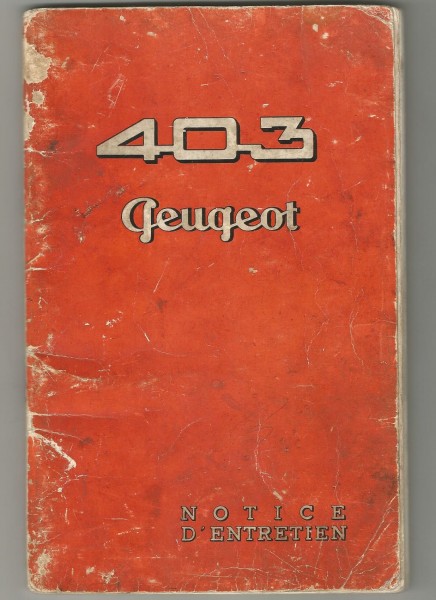 403
Peugeot
NOTICE
D'ENTRETIEN